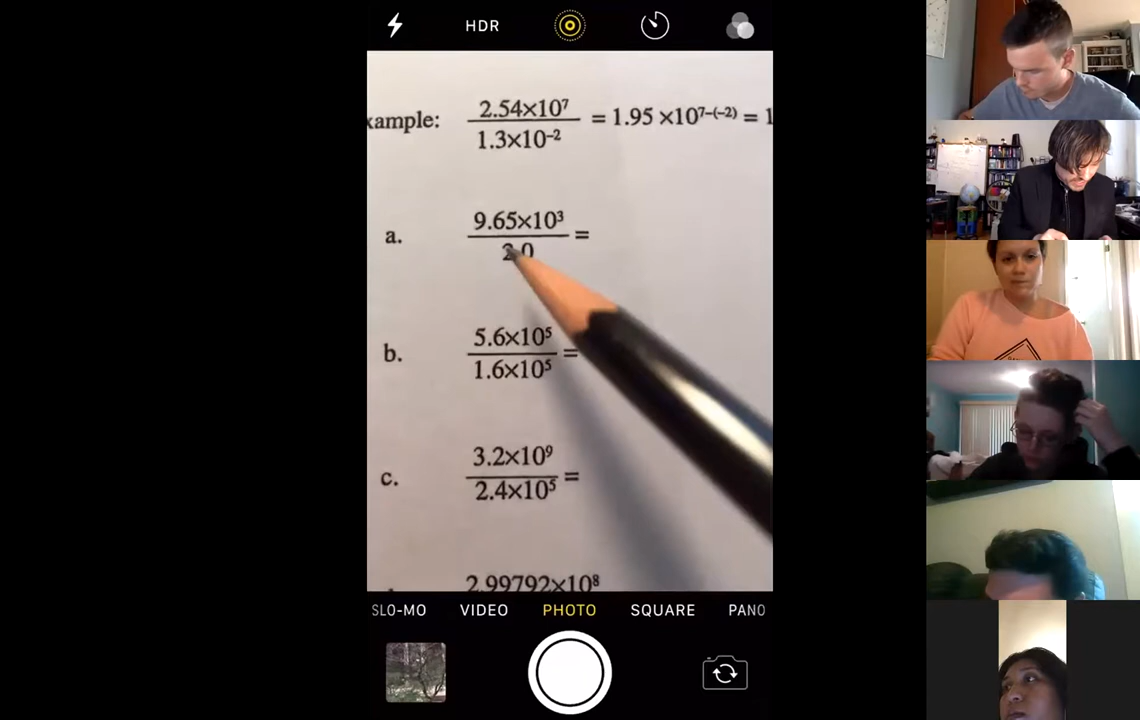 HDR
xample: 2.54×10⁷ / 1.3×10⁻² = 1.95 ×10⁷⁻⁽⁻²⁾ = 1
a. 9.65×10³ / 2.0 =
b. 5.6×10⁵ / 1.6×10⁵ =
c. 3.2×10⁹ / 2.4×10⁵ =
2.99792×10⁸
SLO-MO VIDEO PHOTO SQUARE PANO